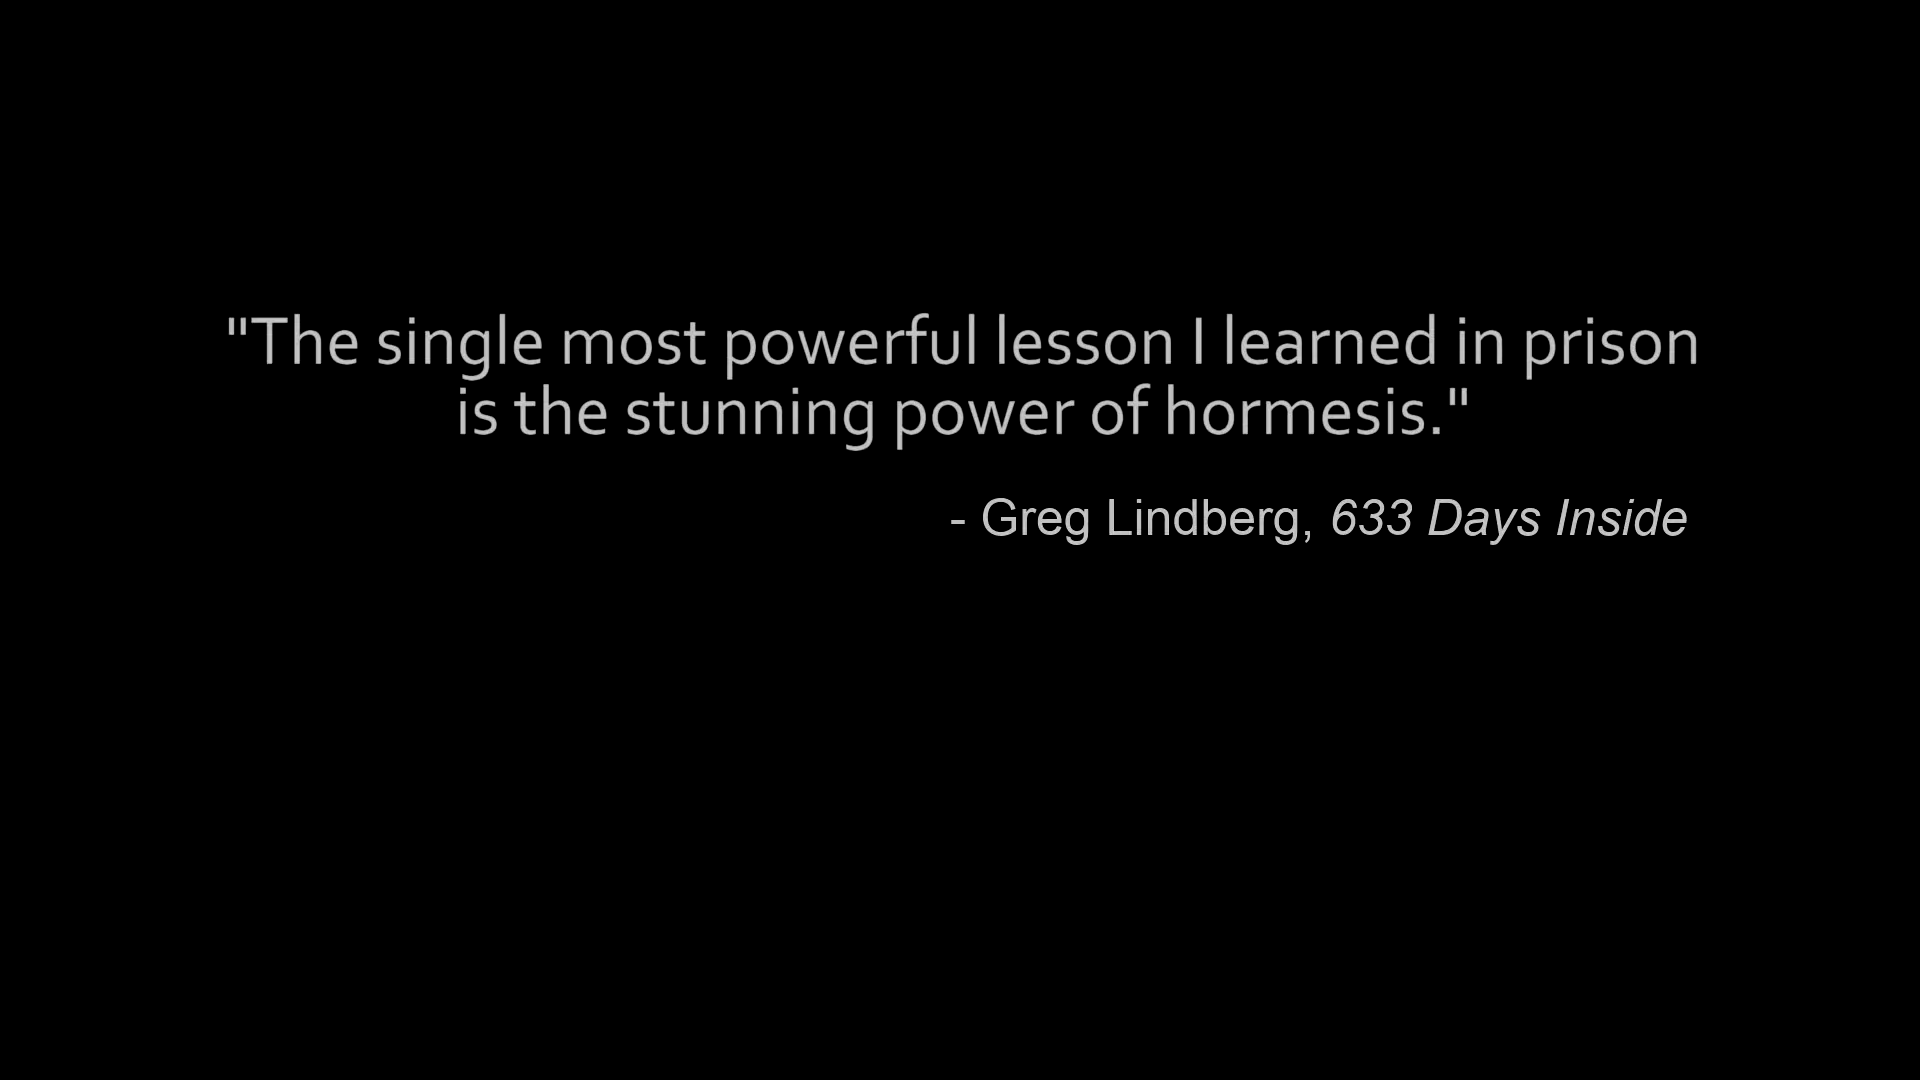 "The single most powerful lesson I learned in prison
is the stunning power of hormesis."
- Greg Lindberg, 633 Days Inside